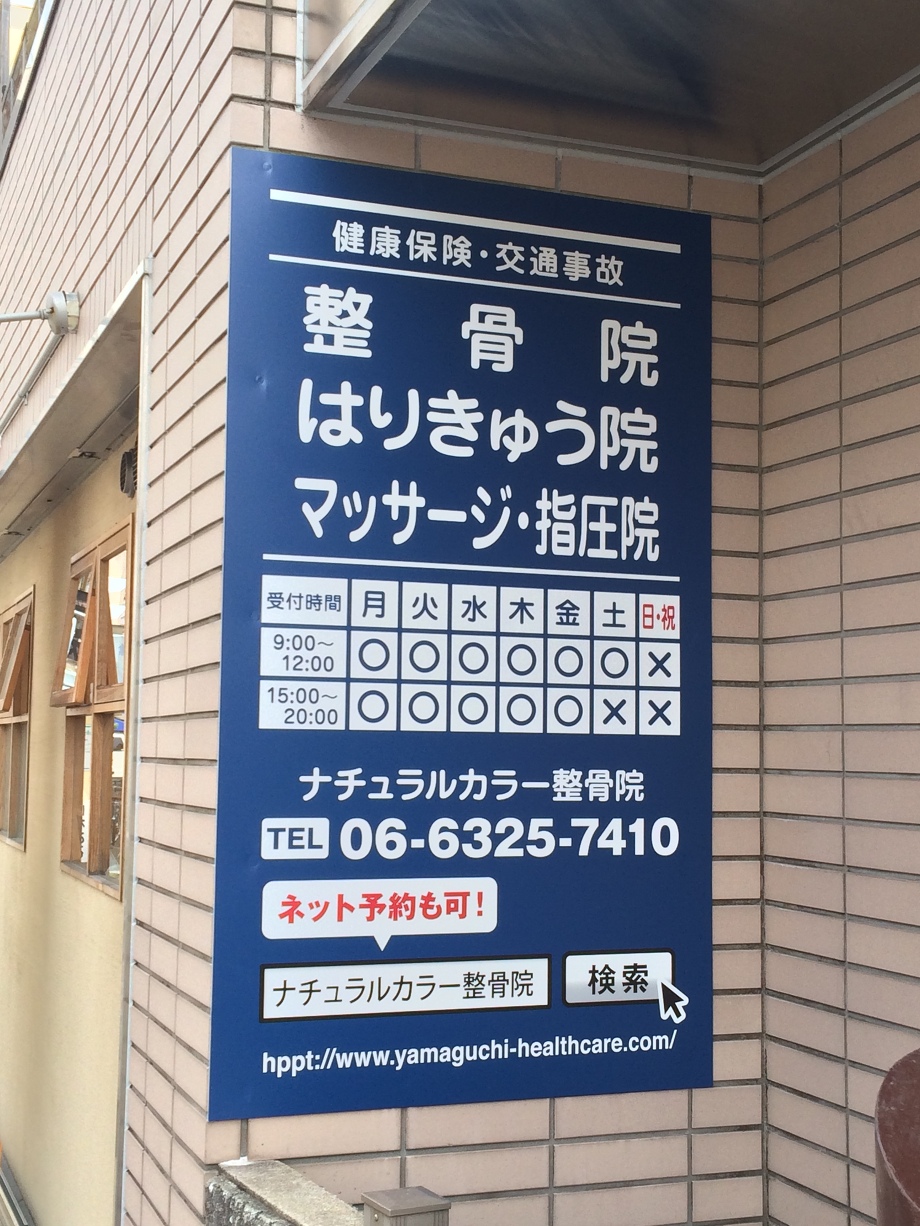 健康保険・交通事故
整骨院
はりきゅう院
マッサージ・指圧院
受付時間 月 火 水 木 金 土 日・祝
9:00～12:00 ○ ○ ○ ○ ○ ○ ×
15:00～20:00 ○ ○ ○ ○ ○ × ×
ナチュラルカラー整骨院
TEL 06-6325-7410
ネット予約も可!
ナチュラルカラー整骨院 検索
hppt://www.yamaguchi-healthcare.com/